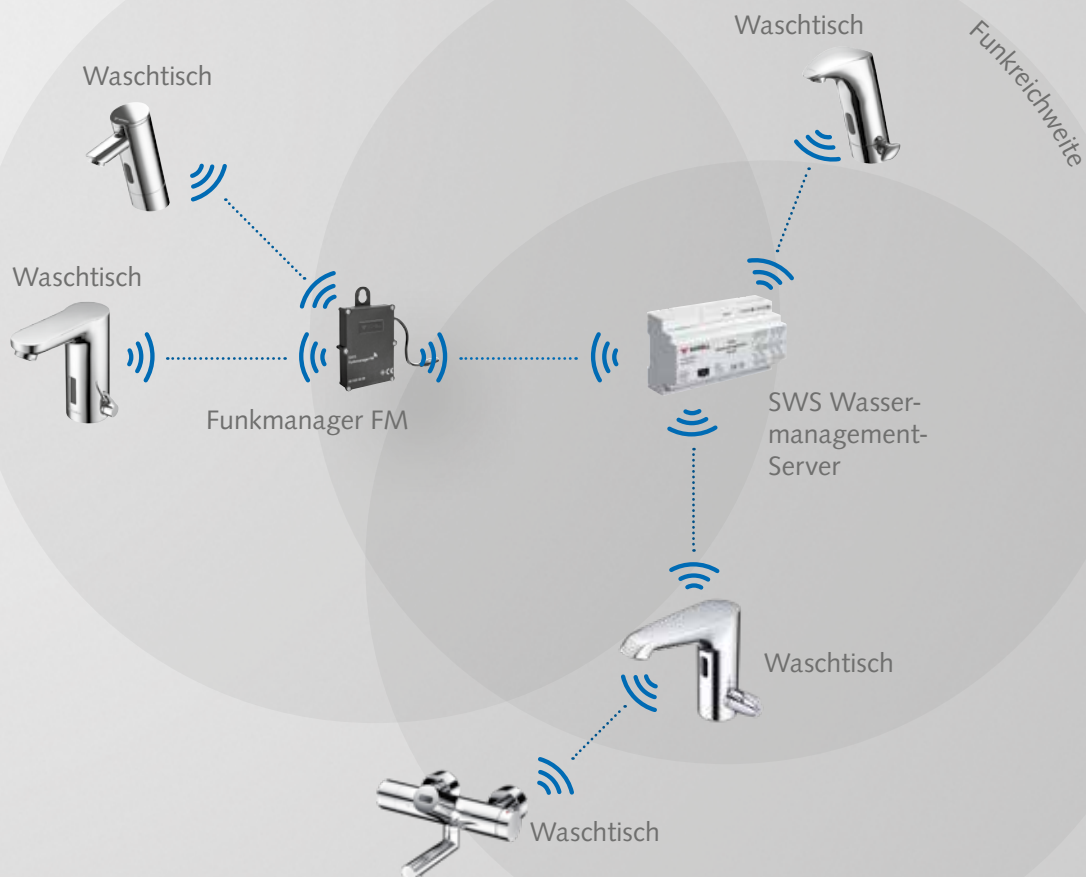 Waschtisch
Funkreichweite
Waschtisch
Waschtisch
Funkmanager FM
SWS Wasser-
management-
Server
Waschtisch
Waschtisch